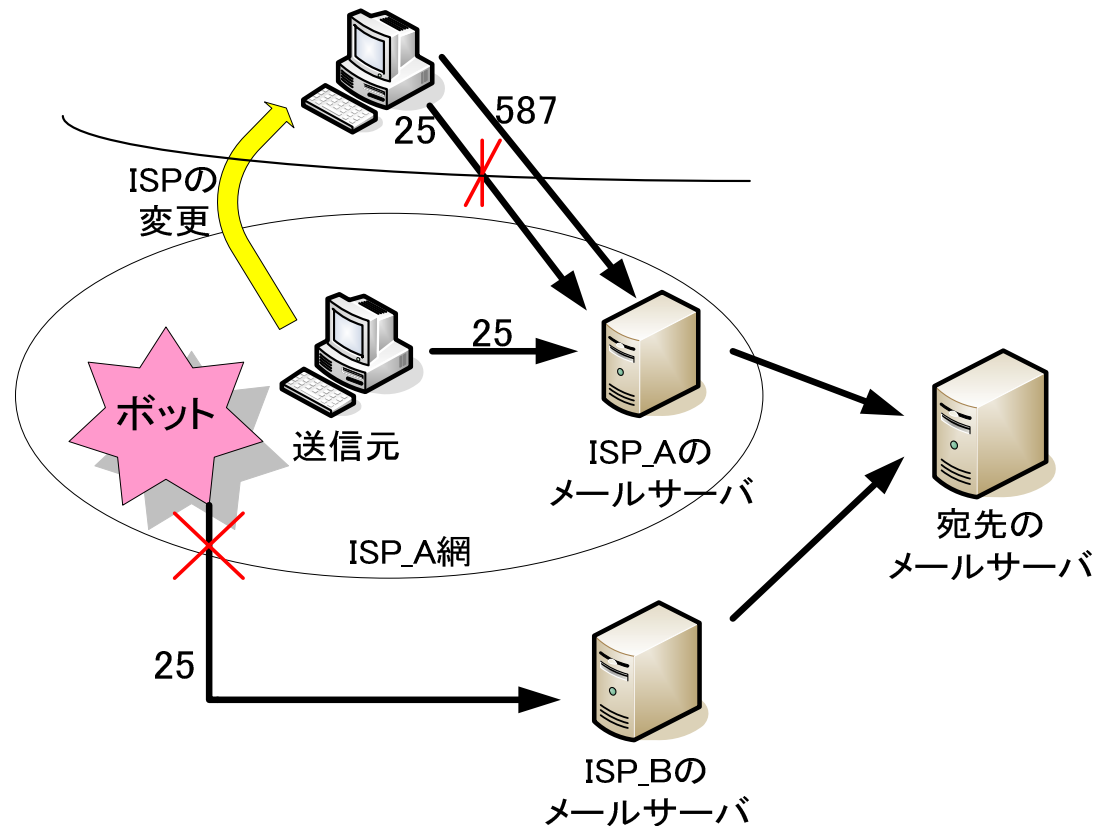 587
25
ISPの
変更
25
ボット
送信元
ISP_Aの
メールサーバ
宛先の
メールサーバ
ISP_A網
25
ISP_Bの
メールサーバ